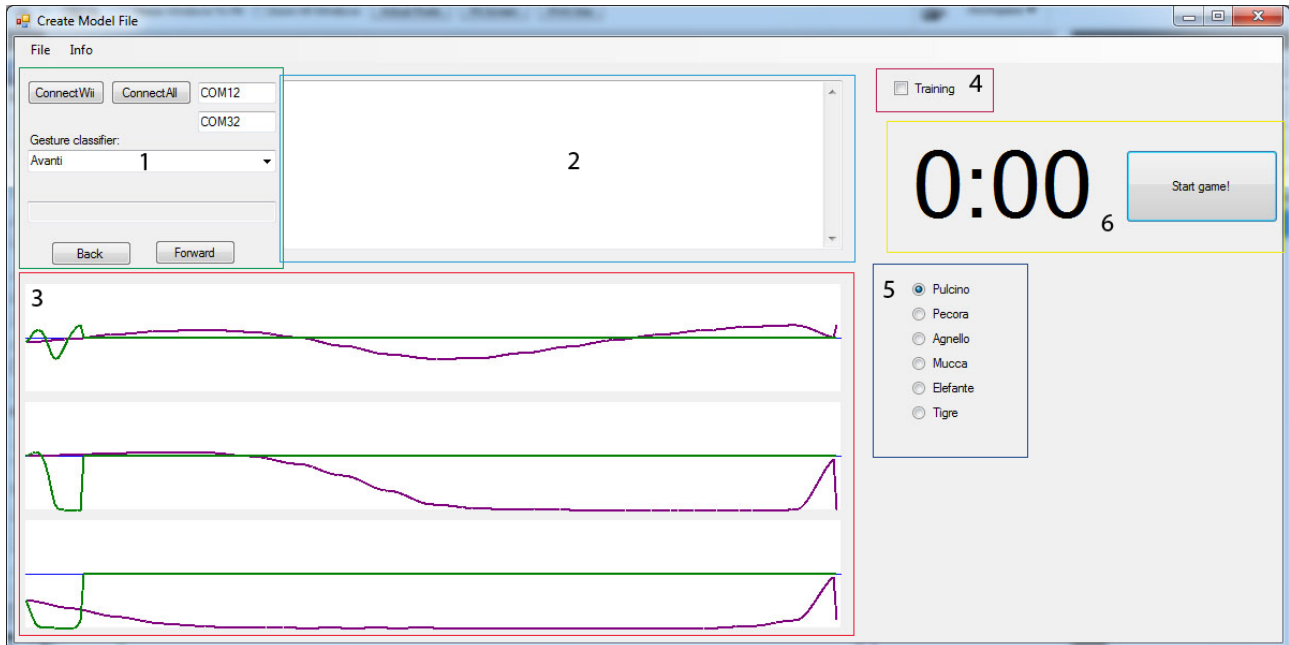 Create Model File
File Info
ConnectWii ConnectAll COM12
COM32
Gesture classifier:
Avanti
1
Back Forward
2
3
Training 4
0:00
Start game!
6
5
Pulcino
Pecora
Agnello
Mucca
Elefante
Tigre